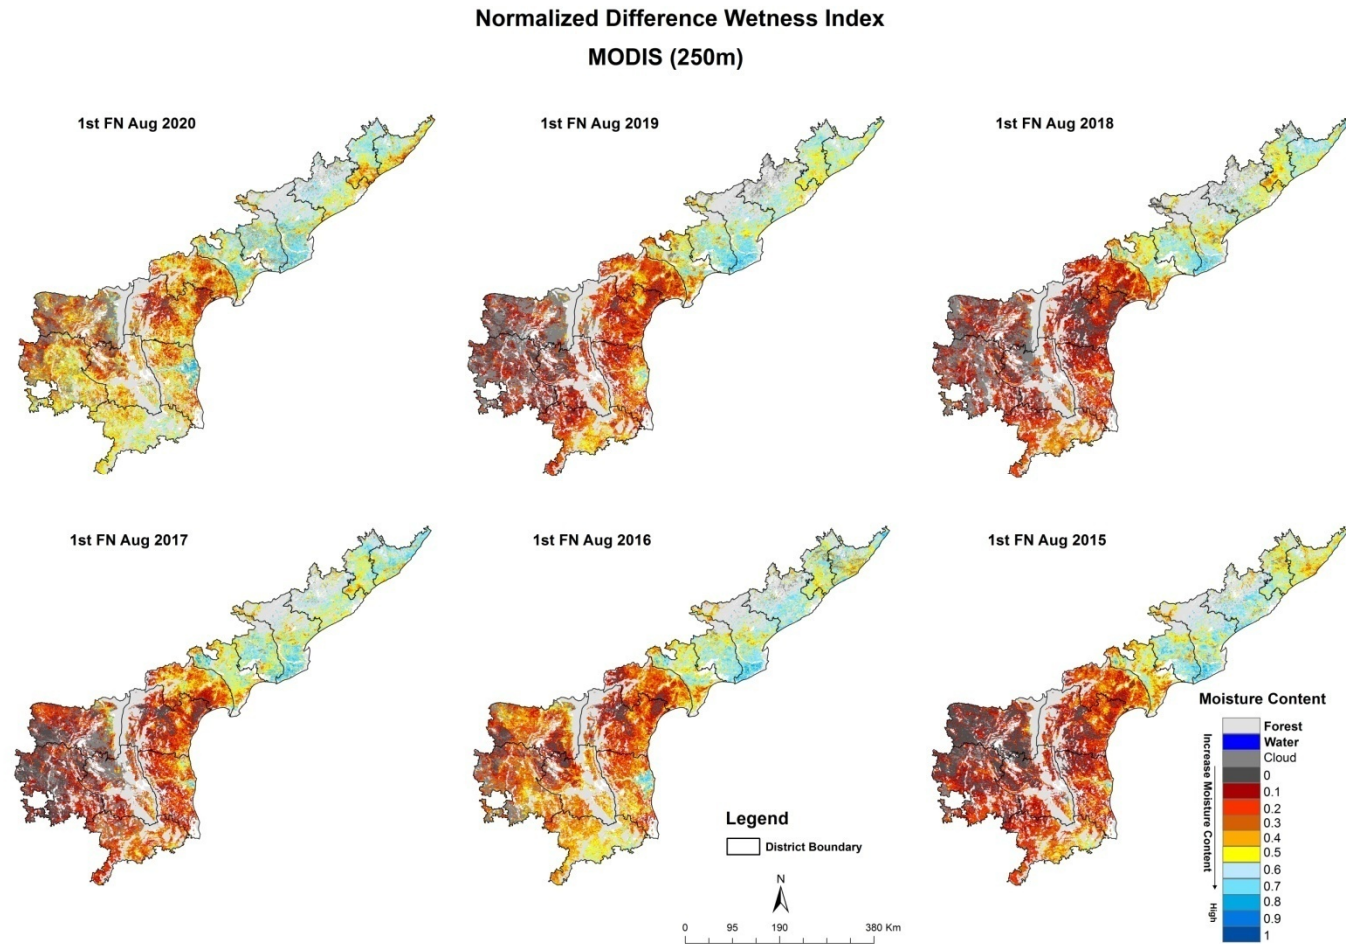 Normalized Difference Wetness Index
MODIS (250m)
1st FN Aug 2020
1st FN Aug 2019
1st FN Aug 2018
1st FN Aug 2017
1st FN Aug 2016
1st FN Aug 2015
Legend
District Boundary
N
0 95 190 380 Km
Moisture Content
Increase Moisture Content
High
Forest
Water
Cloud
0
0.1
0.2
0.3
0.4
0.5
0.6
0.7
0.8
0.9
1